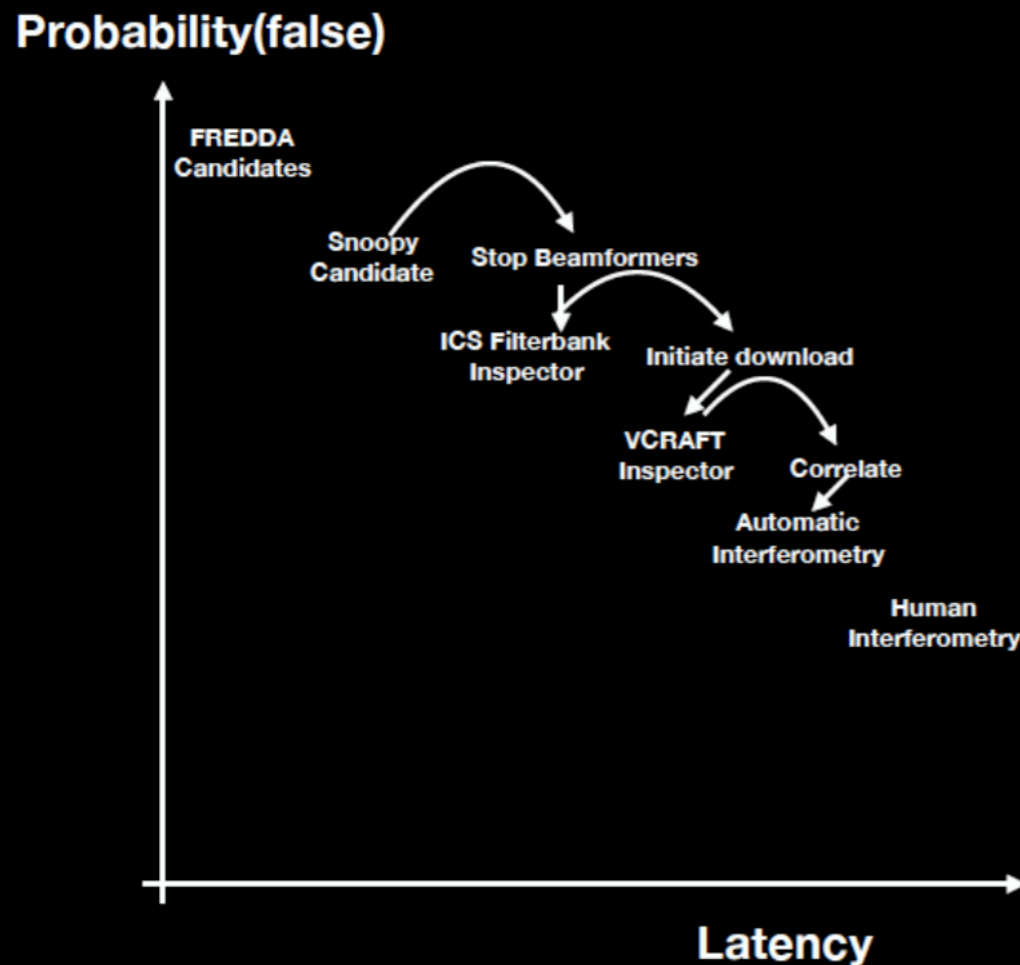 Probability(false)
FREDDA
Candidates
Snoopy
Candidate
Stop Beamformers
ICS Filterbank
Inspector
Initiate download
VCRAFT
Inspector
Correlate
Automatic
Interferometry
Human
Interferometry
Latency